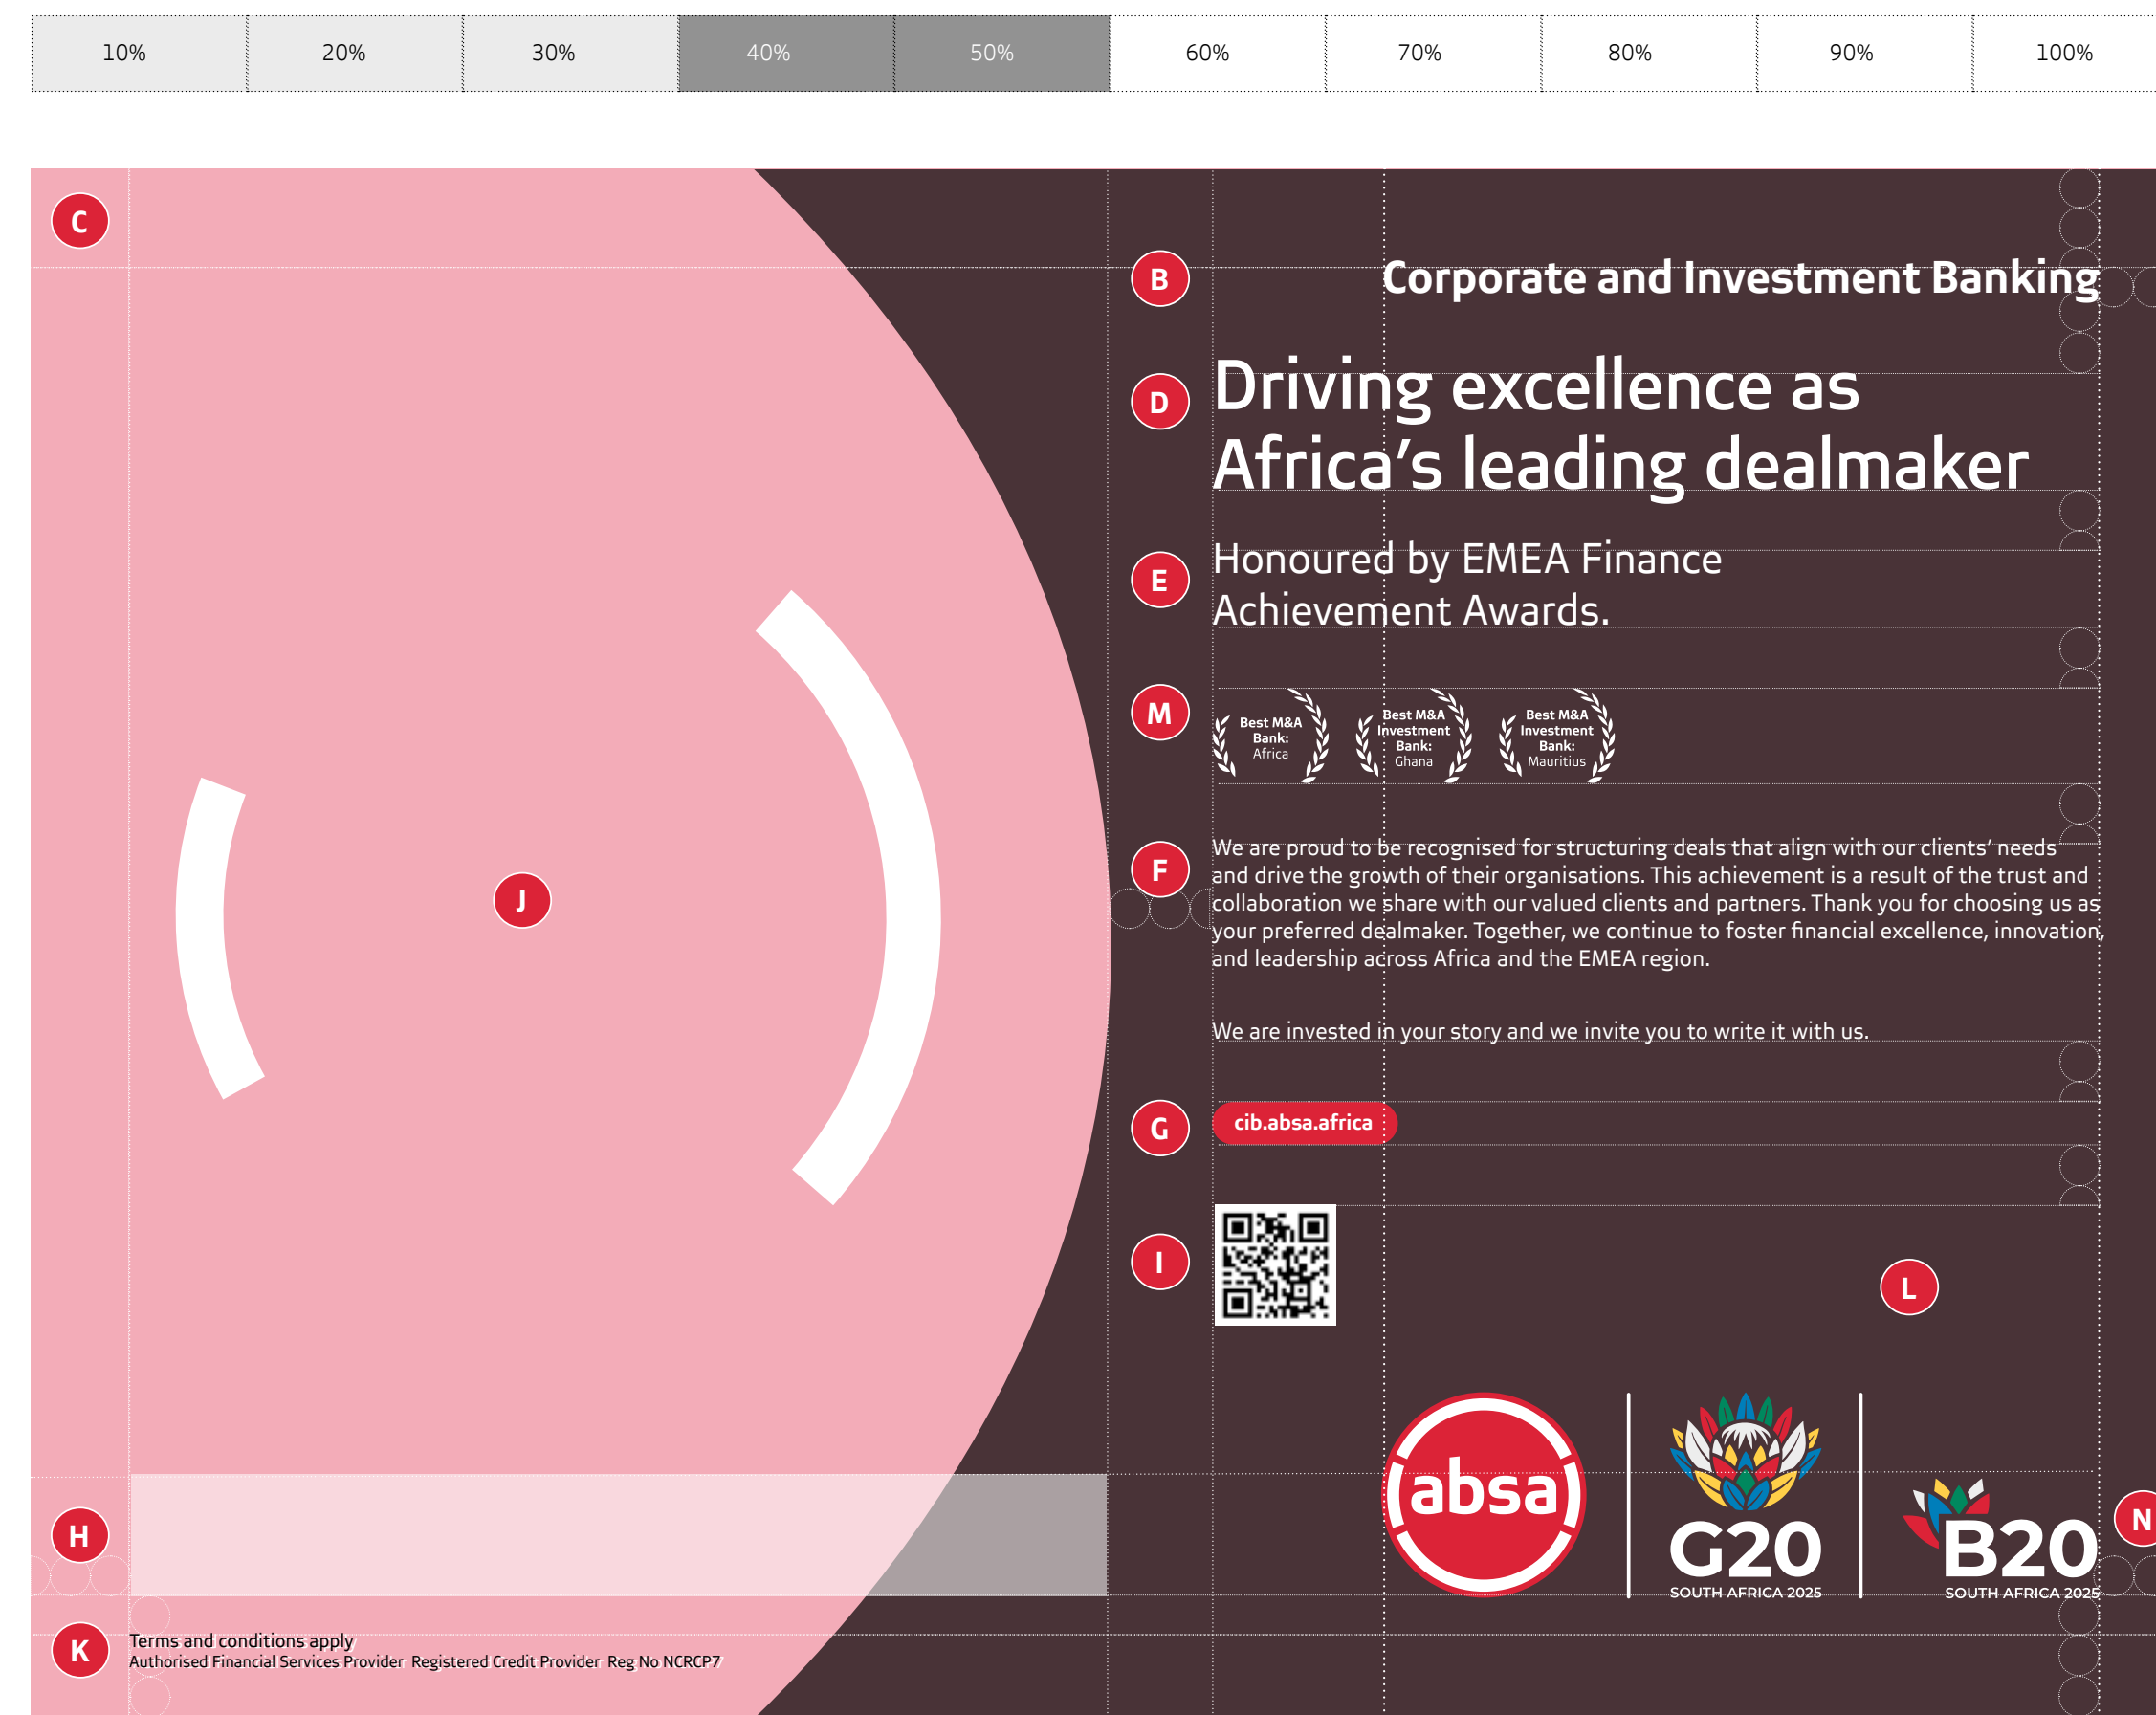 10% 20% 30% 40% 50% 60% 70% 80% 90% 100%
C
B
Corporate and Investment Banking
D
Driving excellence as
Africa’s leading dealmaker
E
Honoured by EMEA Finance
Achievement Awards.
M
Best M&A
Bank:
Africa
Best M&A
Investment
Bank:
Ghana
Best M&A
Investment
Bank:
Mauritius
J
F
We are proud to be recognised for structuring deals that align with our clients’ needs
and drive the growth of their organisations. This achievement is a result of the trust and
collaboration we share with our valued clients and partners. Thank you for choosing us as
your preferred dealmaker. Together, we continue to foster financial excellence, innovation,
and leadership across Africa and the EMEA region.
We are invested in your story and we invite you to write it with us.
G
cib.absa.africa
I
L
absa
G20
SOUTH AFRICA 2025
B20
SOUTH AFRICA 2025
N
H
K
Terms and conditions apply
Authorised Financial Services Provider Registered Credit Provider Reg No NCRCP7